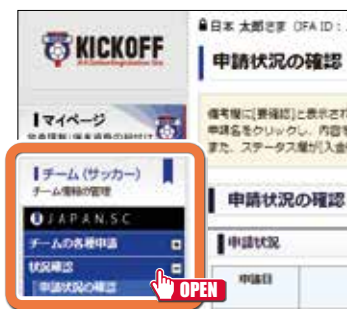 KICKOFF
日本 太郎さま (JFA ID :
申請状況の確認
備考欄に[要確認]と表示され
申請名をクリックし、内容を
また、ステータス欄が[入金
マイページ
チーム (サッカー)
チーム情報の管理
JAPAN.SC
チームの各種申請
状況確認
申請状況の確認
OPEN
申請状況の確認
申請状況
申請日